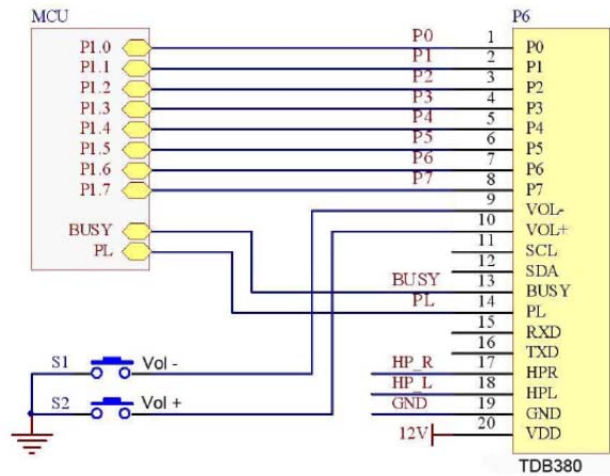 MCU P6
P1.0 P0 1 P0
P1.1 P1 2 P1
P1.2 P2 3 P2
P1.3 P3 4 P3
P1.4 P4 5 P4
P1.5 P5 6 P5
P1.6 P6 7 P6
P1.7 P7 8 P7
9 VOL-
BUSY 10 VOL+
PL 11 SCL
12 SDA
BUSY 13 BUSY
PL 14 PL
15 RXD
16 TXD
S1 Vol - HP_R 17 HPR
HP_L 18 HPL
S2 Vol + GND 19 GND
12V 20 VDD
TDB380